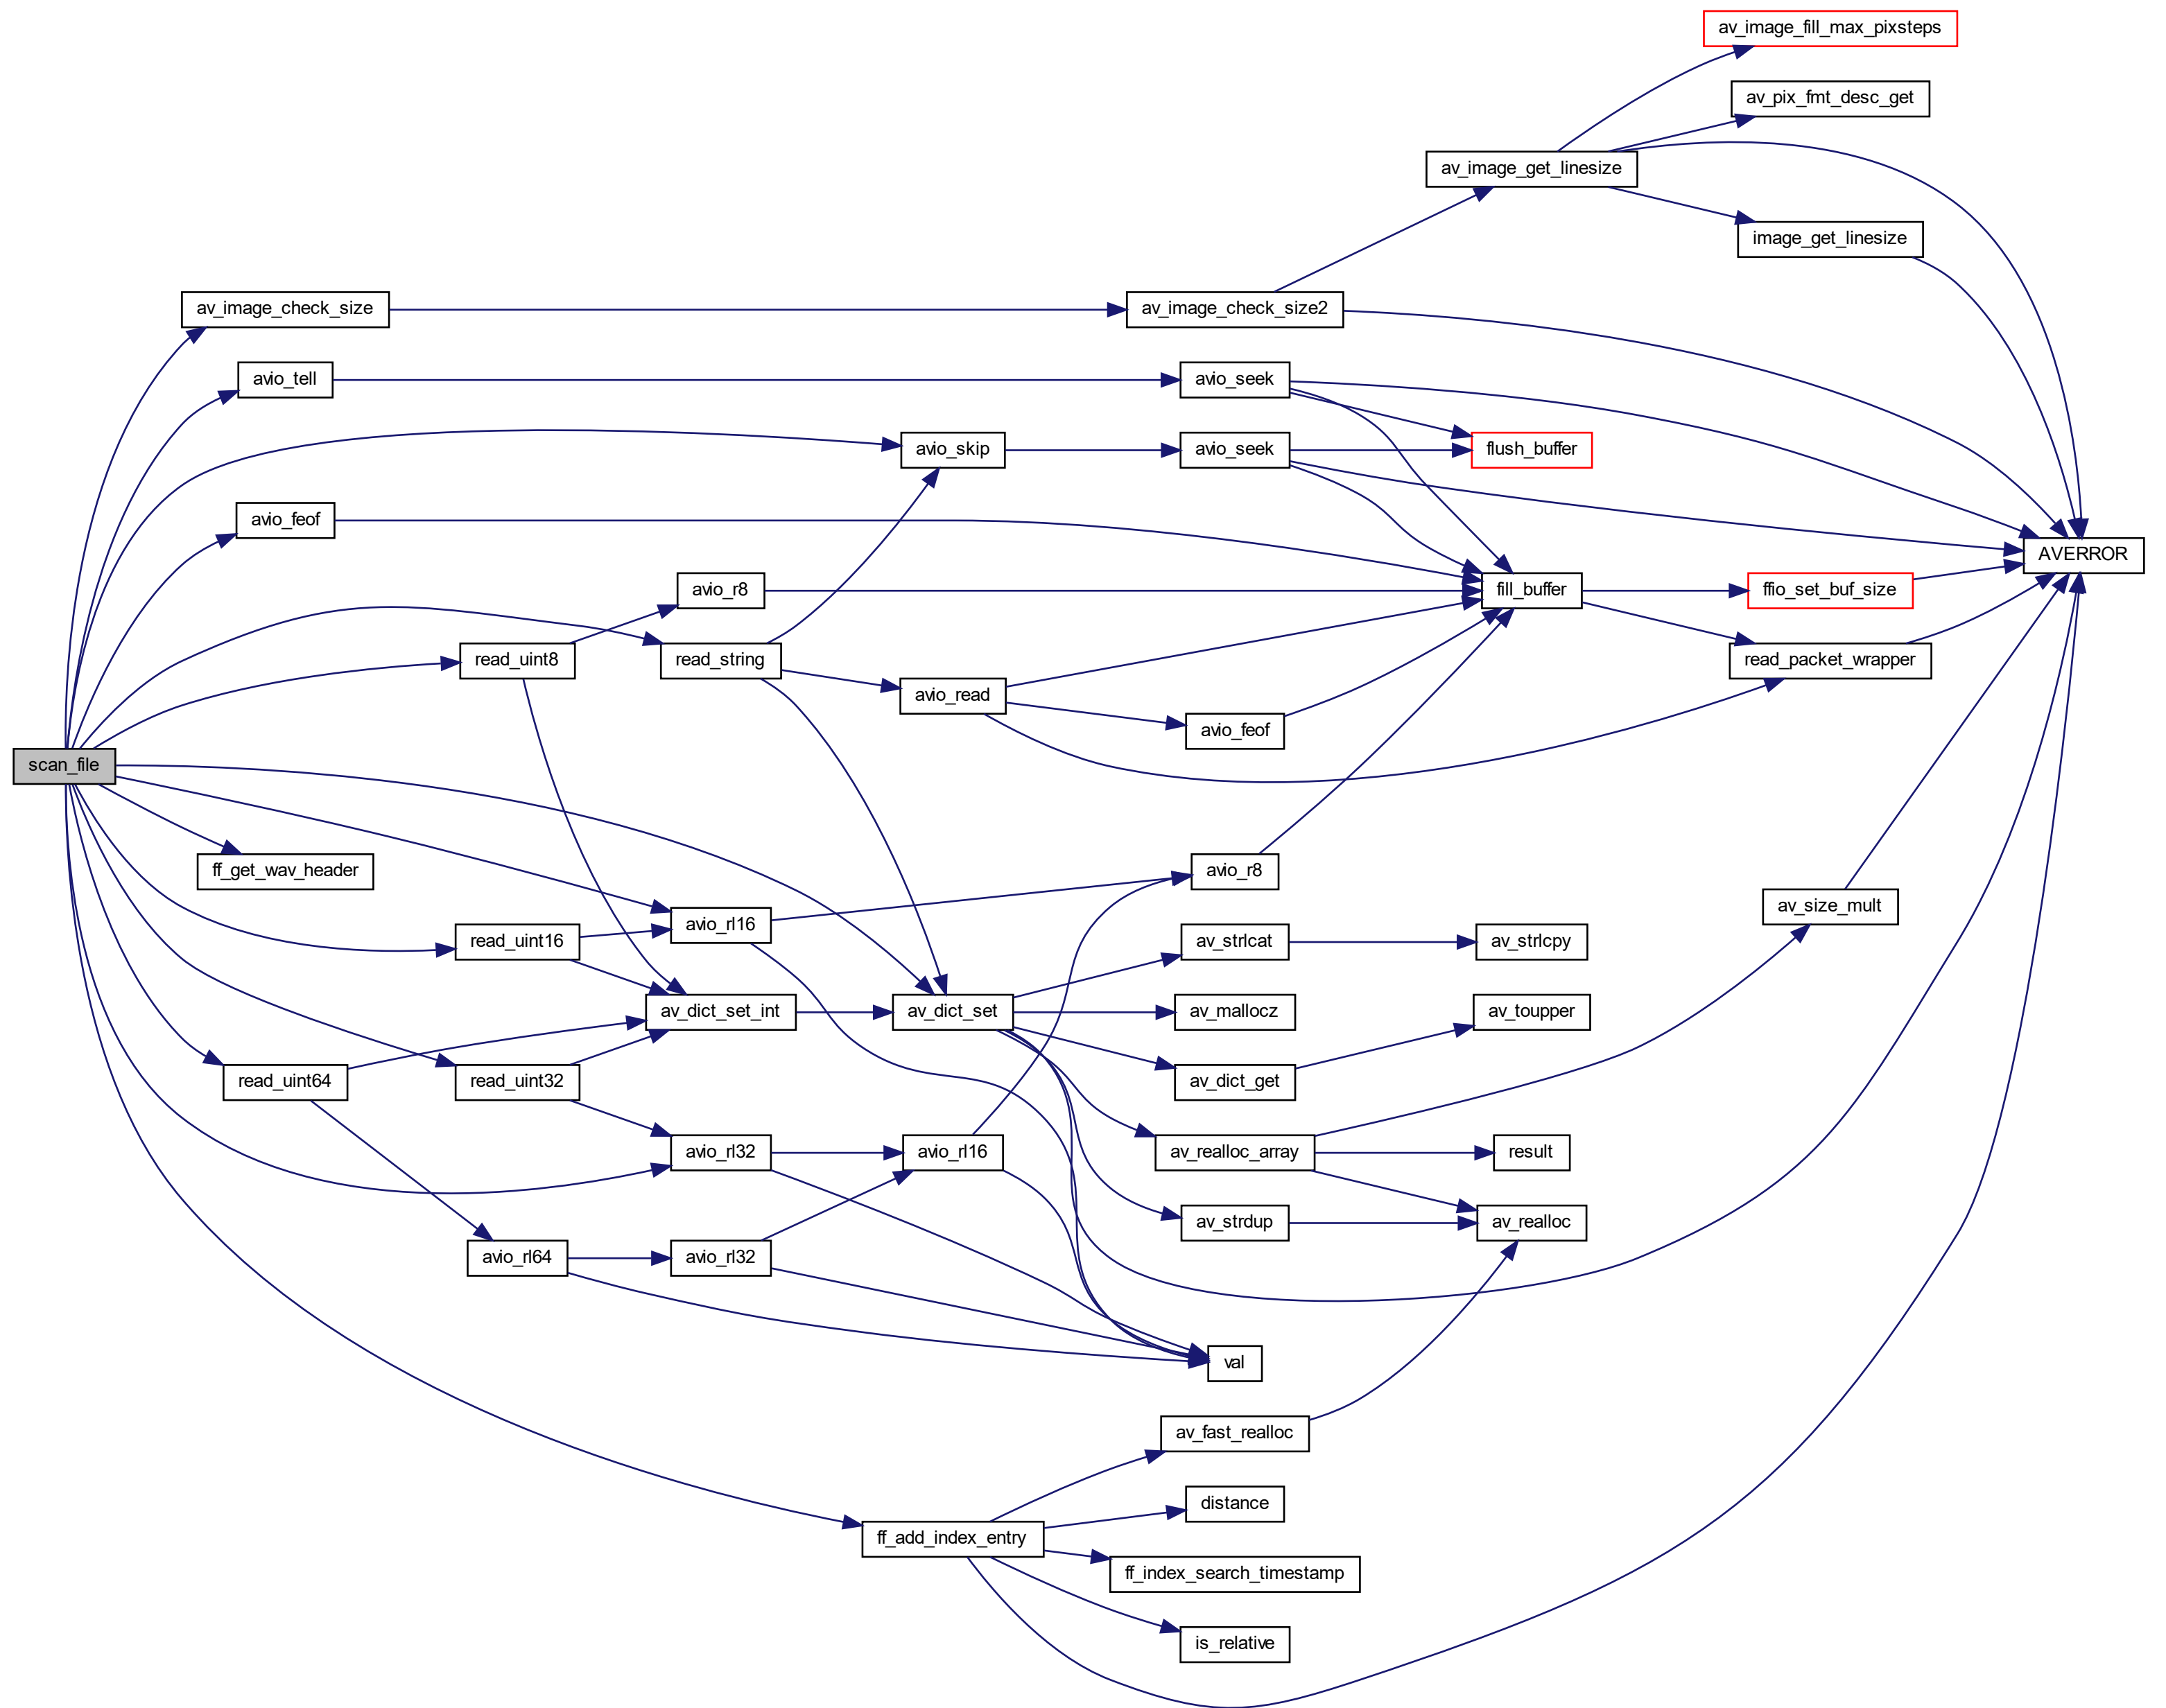 av_image_fill_max_pixsteps
av_pix_fmt_desc_get
av_image_get_linesize
image_get_linesize
av_image_check_size
av_image_check_size2
avio_tell
avio_seek
avio_skip
avio_seek
flush_buffer
avio_feof
AVERROR
avio_r8
fill_buffer
ffio_set_buf_size
read_uint8
read_string
read_packet_wrapper
avio_read
avio_feof
scan_file
ff_get_wav_header
avio_r8
av_size_mult
avio_rl16
read_uint16
av_strlcat
av_strlcpy
av_dict_set_int
av_dict_set
av_mallocz
av_toupper
read_uint64
read_uint32
av_dict_get
avio_rl32
avio_rl16
av_realloc_array
result
av_strdup
av_realloc
avio_rl64
avio_rl32
val
av_fast_realloc
distance
ff_add_index_entry
ff_index_search_timestamp
is_relative